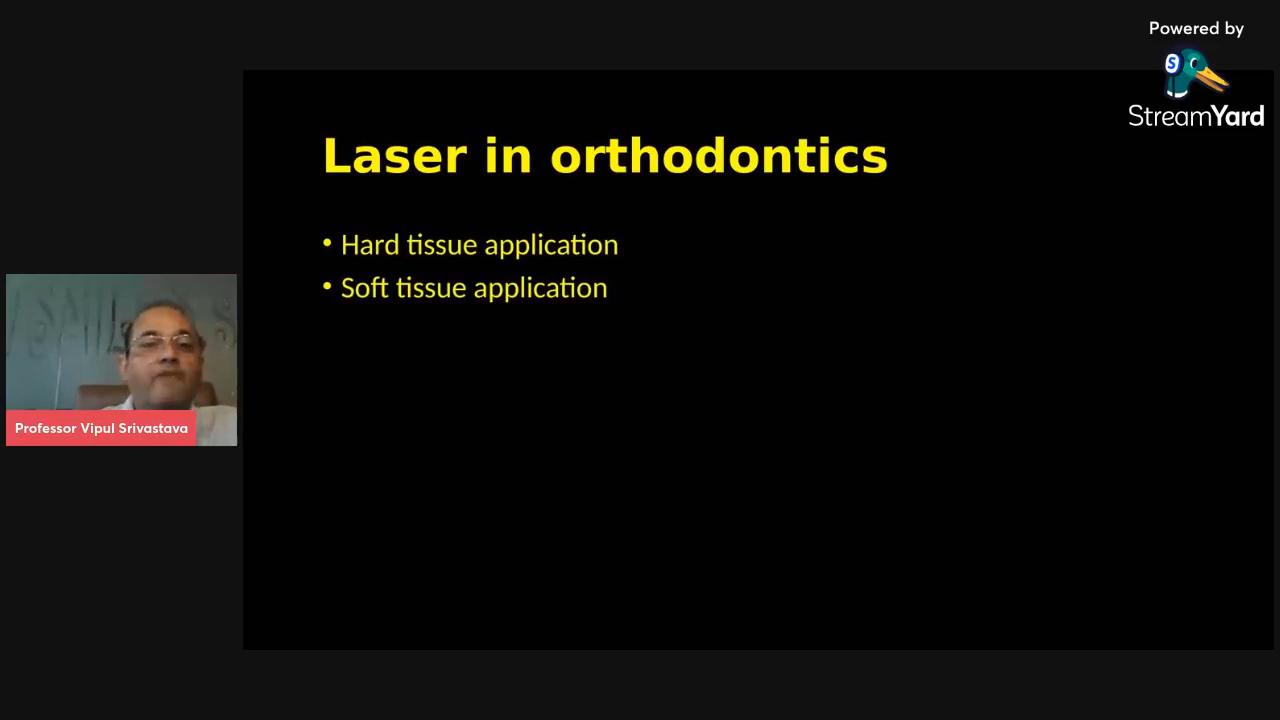 Powered by
StreamYard
Laser in orthodontics
• Hard tissue application
• Soft tissue application
Professor Vipul Srivastava